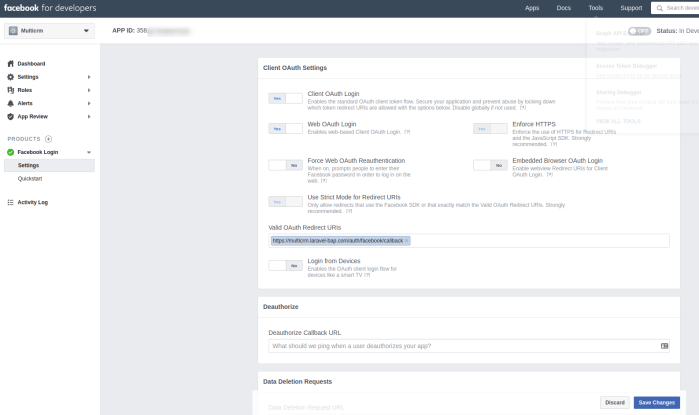 facebook for developers
Apps
Docs
Tools
Support
Search devel
Multicrm
APP ID: 358
OFF
Status: In Deve
Access Token Debugger
Sharing Debugger
VIEW ALL TOOLS
Dashboard
Settings
Roles
Alerts
App Review
PRODUCTS
Facebook Login
Settings
Quickstart
Activity Log
Client OAuth Settings
Yes
Client OAuth Login
Enables the standard OAuth client token flow. Secure your application and prevent abuse by locking down
which token redirect URIs are allowed with the options below. Disable globally if not used. [?]
Yes
Web OAuth Login
Enables web-based Client OAuth Login. [?]
Yes
Enforce HTTPS
Enforce the use of HTTPS for Redirect URIs
and the JavaScript SDK. Strongly
recommended. [?]
No
Force Web OAuth Reauthentication
When on, prompts people to enter their
Facebook password in order to log in on the
web. [?]
No
Embedded Browser OAuth Login
Enable webview Redirect URIs for Client
OAuth Login. [?]
Yes
Use Strict Mode for Redirect URIs
Only allow redirects that use the Facebook SDK or that exactly match the Valid OAuth Redirect URIs. Strongly
recommended. [?]
Valid OAuth Redirect URIs
https://multicrm.laravel-bap.com/auth/facebook/callback ×
No
Login from Devices
Enables the OAuth client login flow for
devices like a smart TV [?]
Deauthorize
Deauthorize Callback URL
What should we ping when a user deauthorizes your app?
Data Deletion Requests
Data Deletion Request URL
Discard
Save Changes